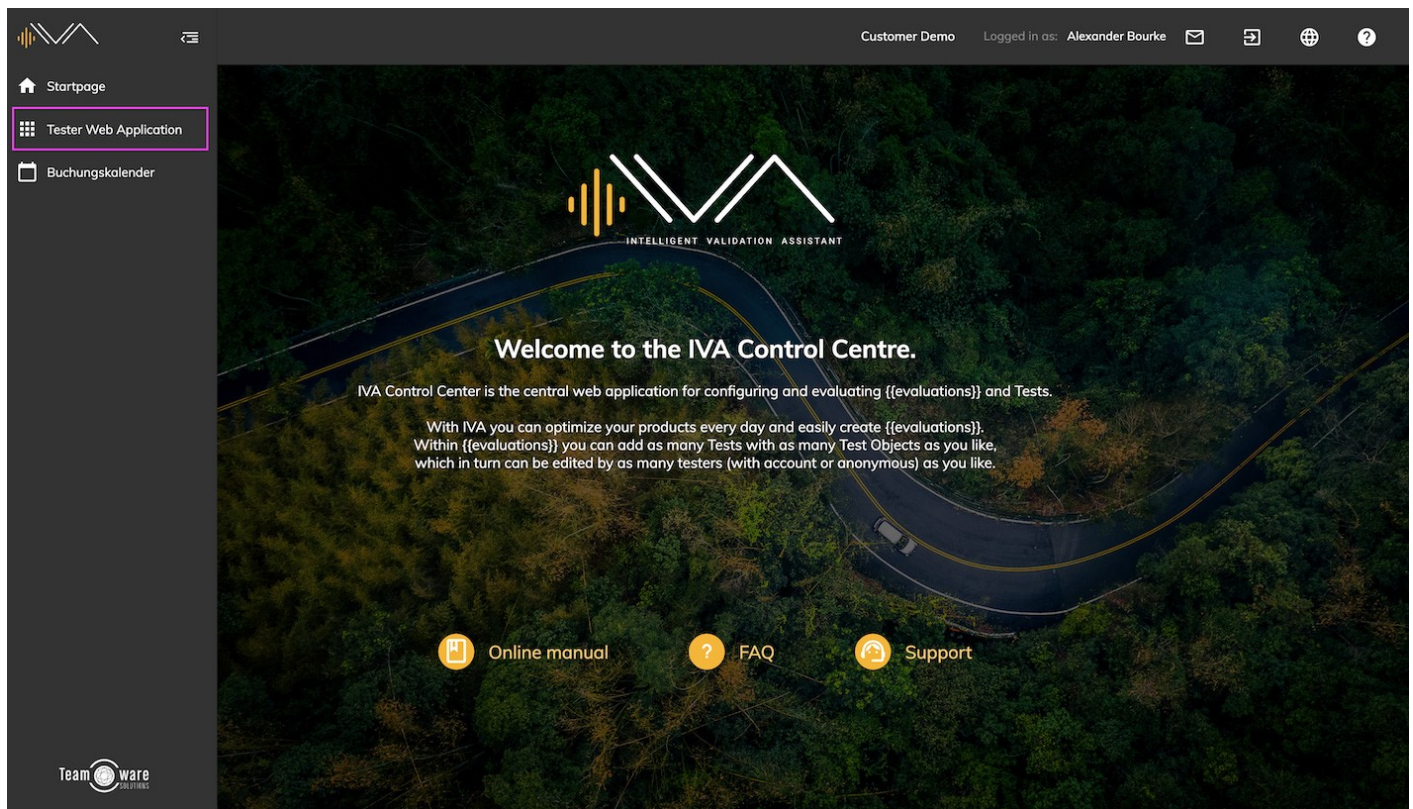 IVA
Customer Demo
Logged in as: Alexander Bourke
?
Startpage
Tester Web Application
Buchungskalender
IVA
INTELLIGENT VALIDATION ASSISTANT
Welcome to the IVA Control Centre.
IVA Control Center is the central web application for configuring and evaluating {{evaluations}} and Tests.
With IVA you can optimize your products every day and easily create {{evaluations}}.
Within {{evaluations}} you can add as many Tests with as many Test Objects as you like,
which in turn can be edited by as many testers (with account or anonymous) as you like.
Online manual
? FAQ
Support
Team ware
SOLUTIONS